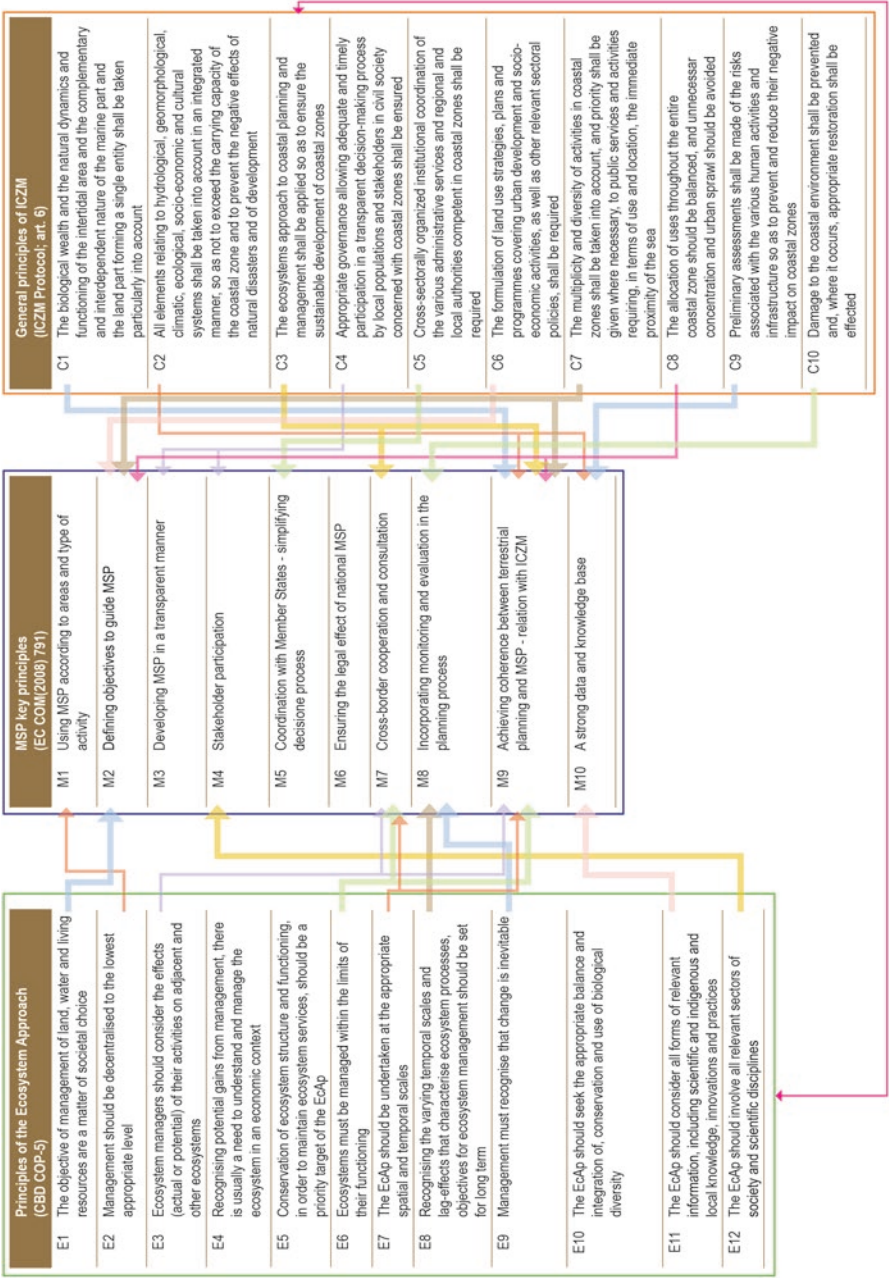 Principles of the Ecosystem Approach
(CBD COP-5)
E1 The objective of management of land, water and living
resources are a matter of societal choice
E2 Management should be decentralised to the lowest
appropriate level
E3 Ecosystem managers should consider the effects
(actual or potential) of their activities on adjacent and
other ecosystems
E4 Recognising potential gains from management, there
is usually a need to understand and manage the
ecosystem in an economic context
E5 Conservation of ecosystem structure and functioning,
in order to maintain ecosystem services, should be a
priority target of the EcAp
E6 Ecosystems must be managed within the limits of
their functioning
E7 The EcAp should be undertaken at the appropriate
spatial and temporal scales
E8 Recognising the varying temporal scales and
lag-effects that characterise ecosystem processes,
objectives for ecosystem management should be set
for long term
E9 Management must recognise that change is inevitable
E10 The EcAp should seek the appropriate balance and
integration of, conservation and use of biological
diversity
E11 The EcAp should consider all forms of relevant
information, including scientific and indigenous and
local knowledge, innovations and practices
E12 The EcAp should involve all relevant sectors of
society and scientific disciplines
MSP key principles
(EC COM(2008) 791)
M1 Using MSP according to areas and type of
activity
M2 Defining objectives to guide MSP
M3 Developing MSP in a transparent manner
M4 Stakeholder participation
M5 Coordination with Member States - simplifying
decisione process
M6 Ensuring the legal effect of national MSP
M7 Cross-border cooperation and consultation
M8 Incorporating monitoring and evaluation in the
planning process
M9 Achieving coherence between terrestrial
planning and MSP - relation with ICZM
M10 A strong data and knowledge base
General principles of ICZM
(ICZM Protocol; art. 6)
C1 The biological wealth and the natural dynamics and
functioning of the intertidal area and the complementary
and interdependent nature of the marine part and
the land part forming a single entity shall be taken
particularly into account
C2 All elements relating to hydrological, geomorphological,
climatic, ecological, socio-economic and cultural
systems shall be taken into account in an integrated
manner, so as not to exceed the carrying capacity of
the coastal zone and to prevent the negative effects of
natural disasters and of development
C3 The ecosystems approach to coastal planning and
management shall be applied so as to ensure the
sustainable development of coastal zones
C4 Appropriate governance allowing adequate and timely
participation in a transparent decision-making process
by local populations and stakeholders in civil society
concerned with coastal zones shall be ensured
C5 Cross-sectorally organized institutional coordination of
the various administrative services and regional and
local authorities competent in coastal zones shall be
required
C6 The formulation of land use strategies, plans and
programmes covering urban development and socio-
economic activities, as well as other relevant sectoral
policies, shall be required
C7 The multiplicity and diversity of activities in coastal
zones shall be taken into account, and priority shall be
given where necessary, to public services and activities
requiring, in terms of use and location, the immediate
proximity of the sea
C8 The allocation of uses throughout the entire
coastal zone should be balanced, and unnecessar
concentration and urban sprawl should be avoided
C9 Preliminary assessments shall be made of the risks
associated with the various human activities and
infrastructure so as to prevent and reduce their negative
impact on coastal zones
C10 Damage to the coastal environment shall be prevented
and, where it occurs, appropriate restoration shall be
effected